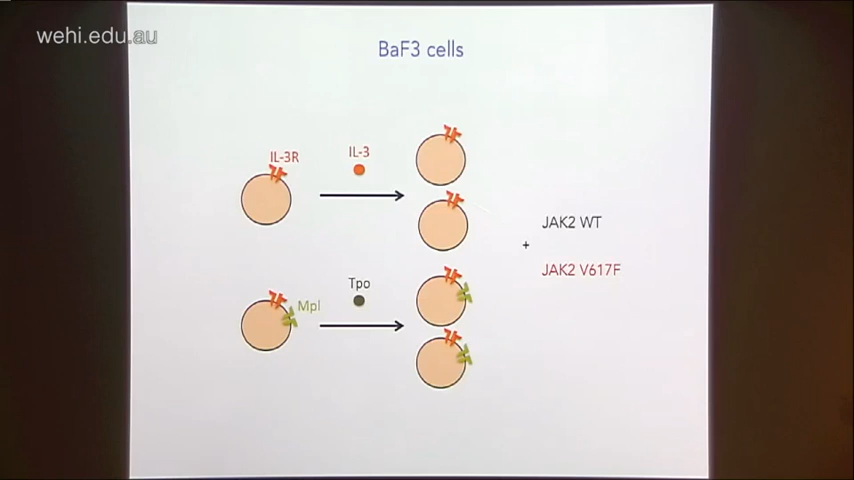 wehi.edu.au
BaF3 cells
IL-3R
IL-3
JAK2 WT
+
JAK2 V617F
Tpo
Mpl